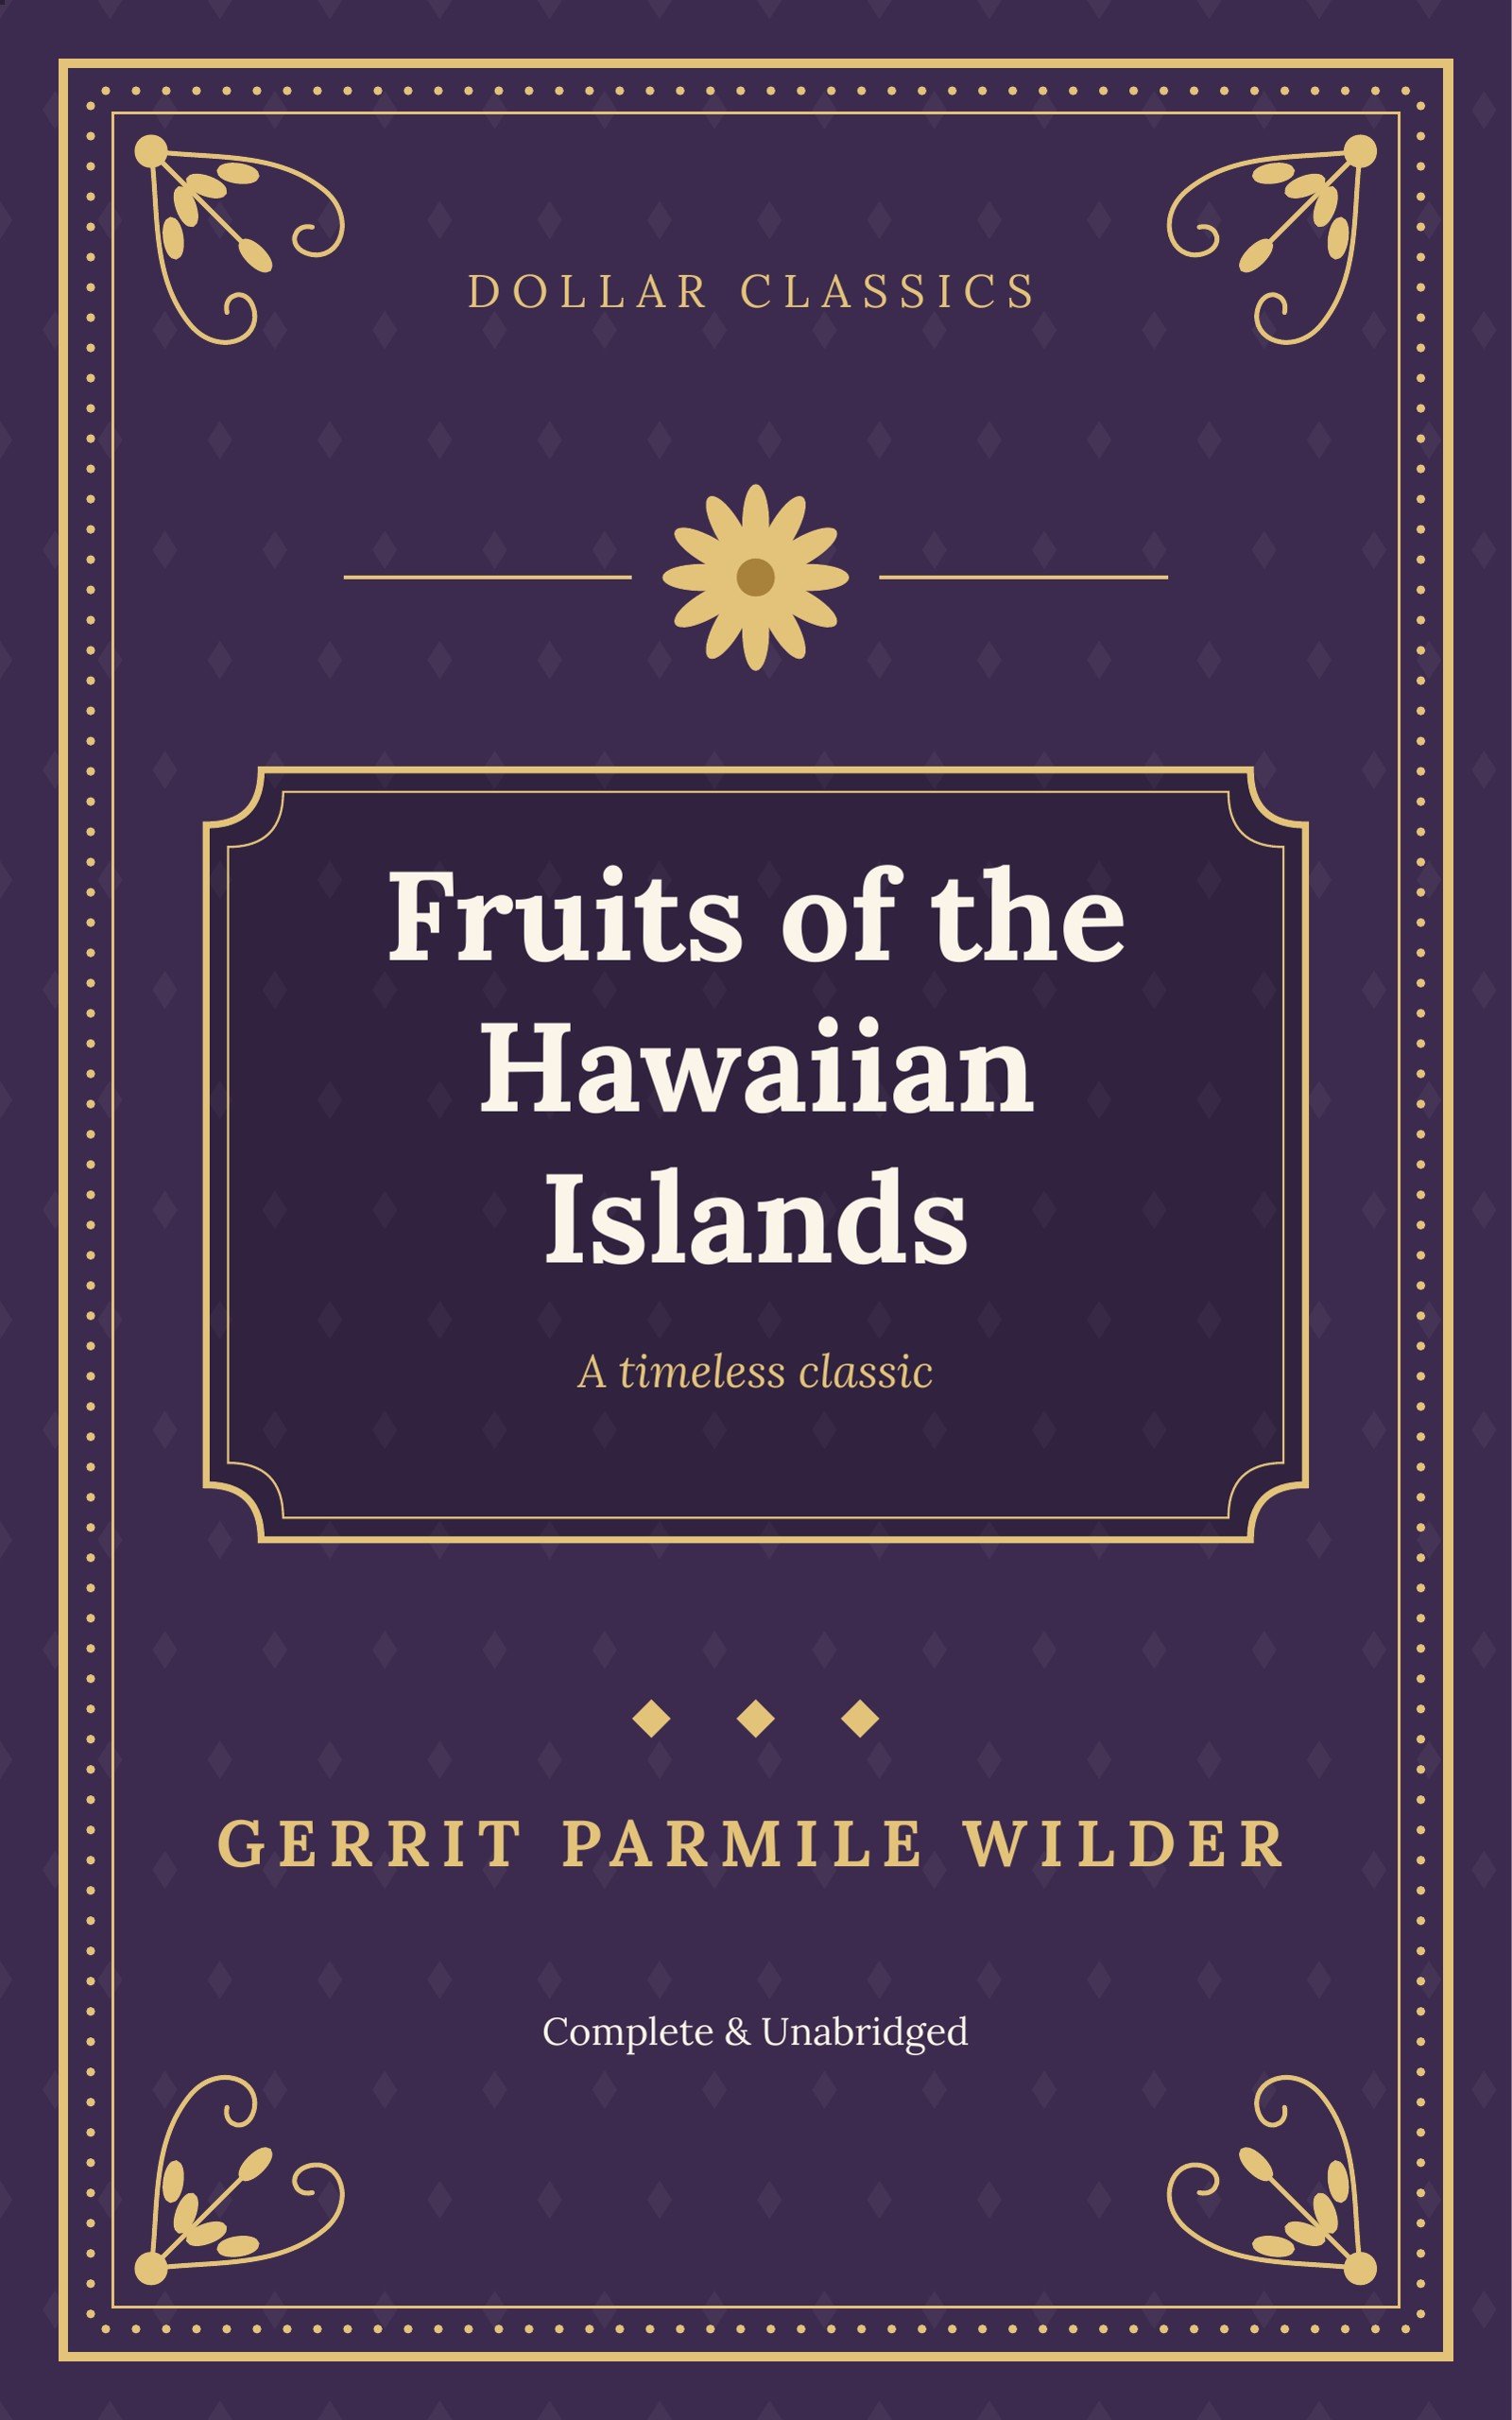 DOLLAR CLASSICS
Fruits of the
Hawaiian
Islands
A timeless classic
GERRIT PARMILE WILDER
Complete & Unabridged